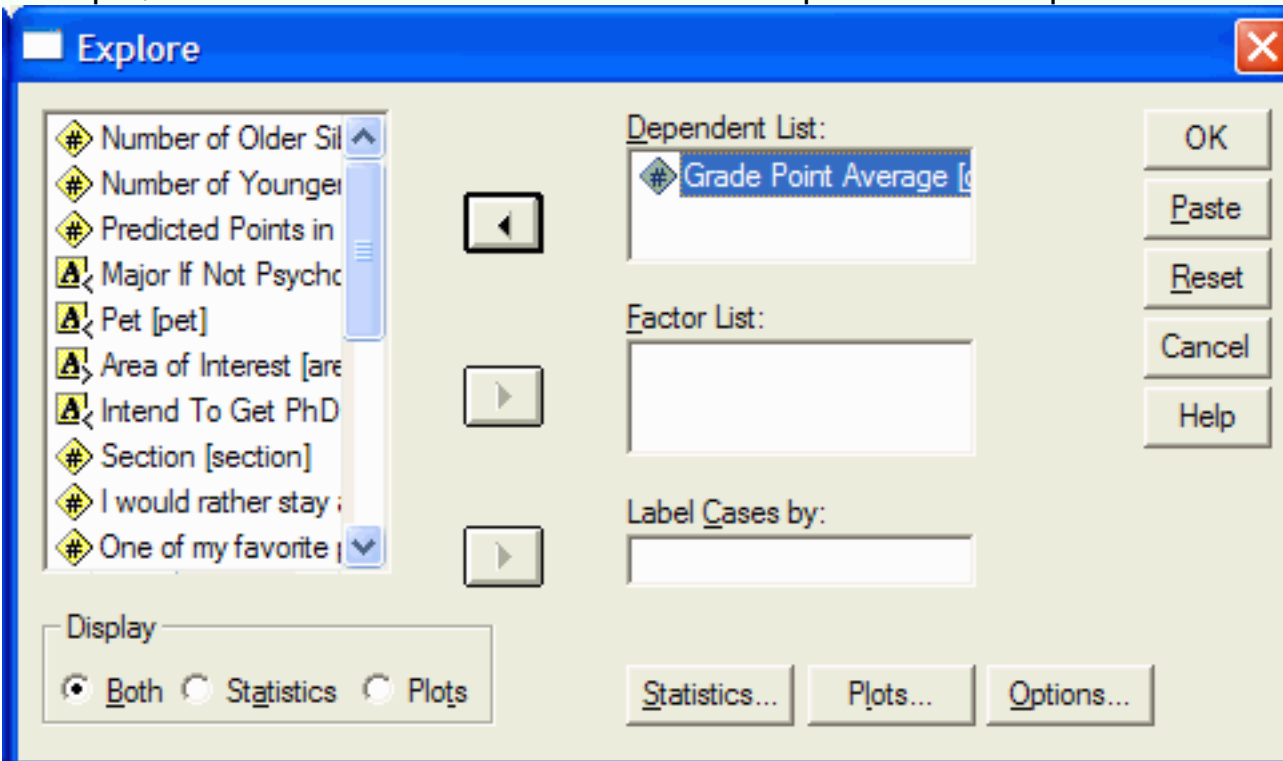 Explore
Number of Older Sil
Number of Younger
Predicted Points in
Major If Not Psycho
Pet [pet]
Area of Interest [are
Intend To Get PhD
Section [section]
I would rather stay a
One of my favorite p
Display
Both Statistics Plots
Dependent List:
Grade Point Average [g
Factor List:
Label Cases by:
Statistics... Plots... Options...
OK
Paste
Reset
Cancel
Help